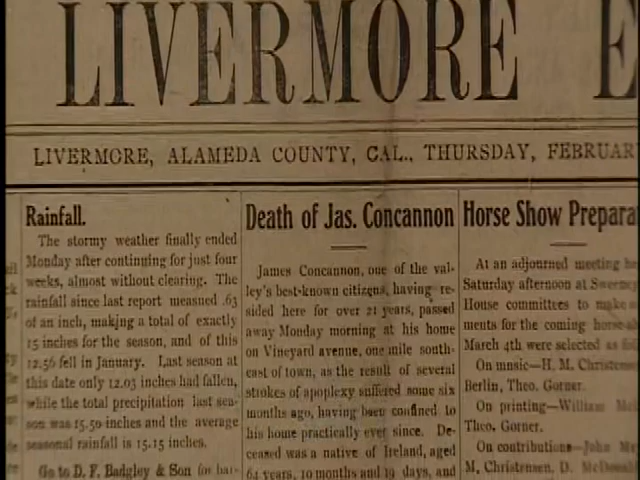 LIVERMORE E
LIVERMORE, ALAMEDA COUNTY, CAL., THURSDAY, FEBRUAR
Rainfall.
The stormy weather finally ended
Monday after continuing for just four
weeks, almost without clearing. The
rainfall since last report measured .63
of an inch, making a total of exactly
15 inches for the season, and of this
12.56 fell in January. Last season at
this date only 12.03 inches had fallen,
while the total precipitation last sea-
son was 15.50 inches and the average
seasonal rainfall is 15.15 inches.
Go to D. F. Badgley & Son for har-
Death of Jas. Concannon
James Concannon, one of the val-
ley's best-known citizens, having re-
sided here for over 21 years, passed
away Monday morning at his home
on Vineyard avenue, one mile south-
east of town, as the result of several
strokes of apoplexy suffered some six
months ago, having been confined to
his home practically ever since. De-
ceased was a native of Ireland, aged
64 years, 10 months and 19 days, and
Horse Show Prepara
At an adjourned meeting he
Saturday afternoon at Sweeney
House committees to make a
ments for the coming horse
March 4th were selected as fol
On music—H. M. Christens
Berlin, Theo. Gorner.
On printing—William Mc
Theo. Gorner.
On contributions—John Mc
M. Christensen, D. McDonal